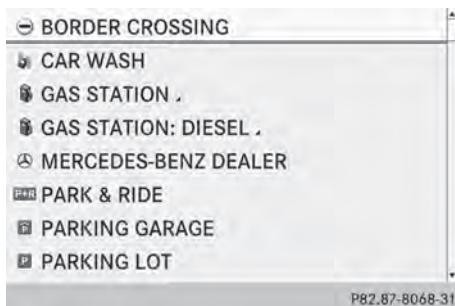 BORDER CROSSING
CAR WASH
GAS STATION
GAS STATION: DIESEL
MERCEDES-BENZ DEALER
P+R PARK & RIDE
PARKING GARAGE
P PARKING LOT
P82.87-8068-31